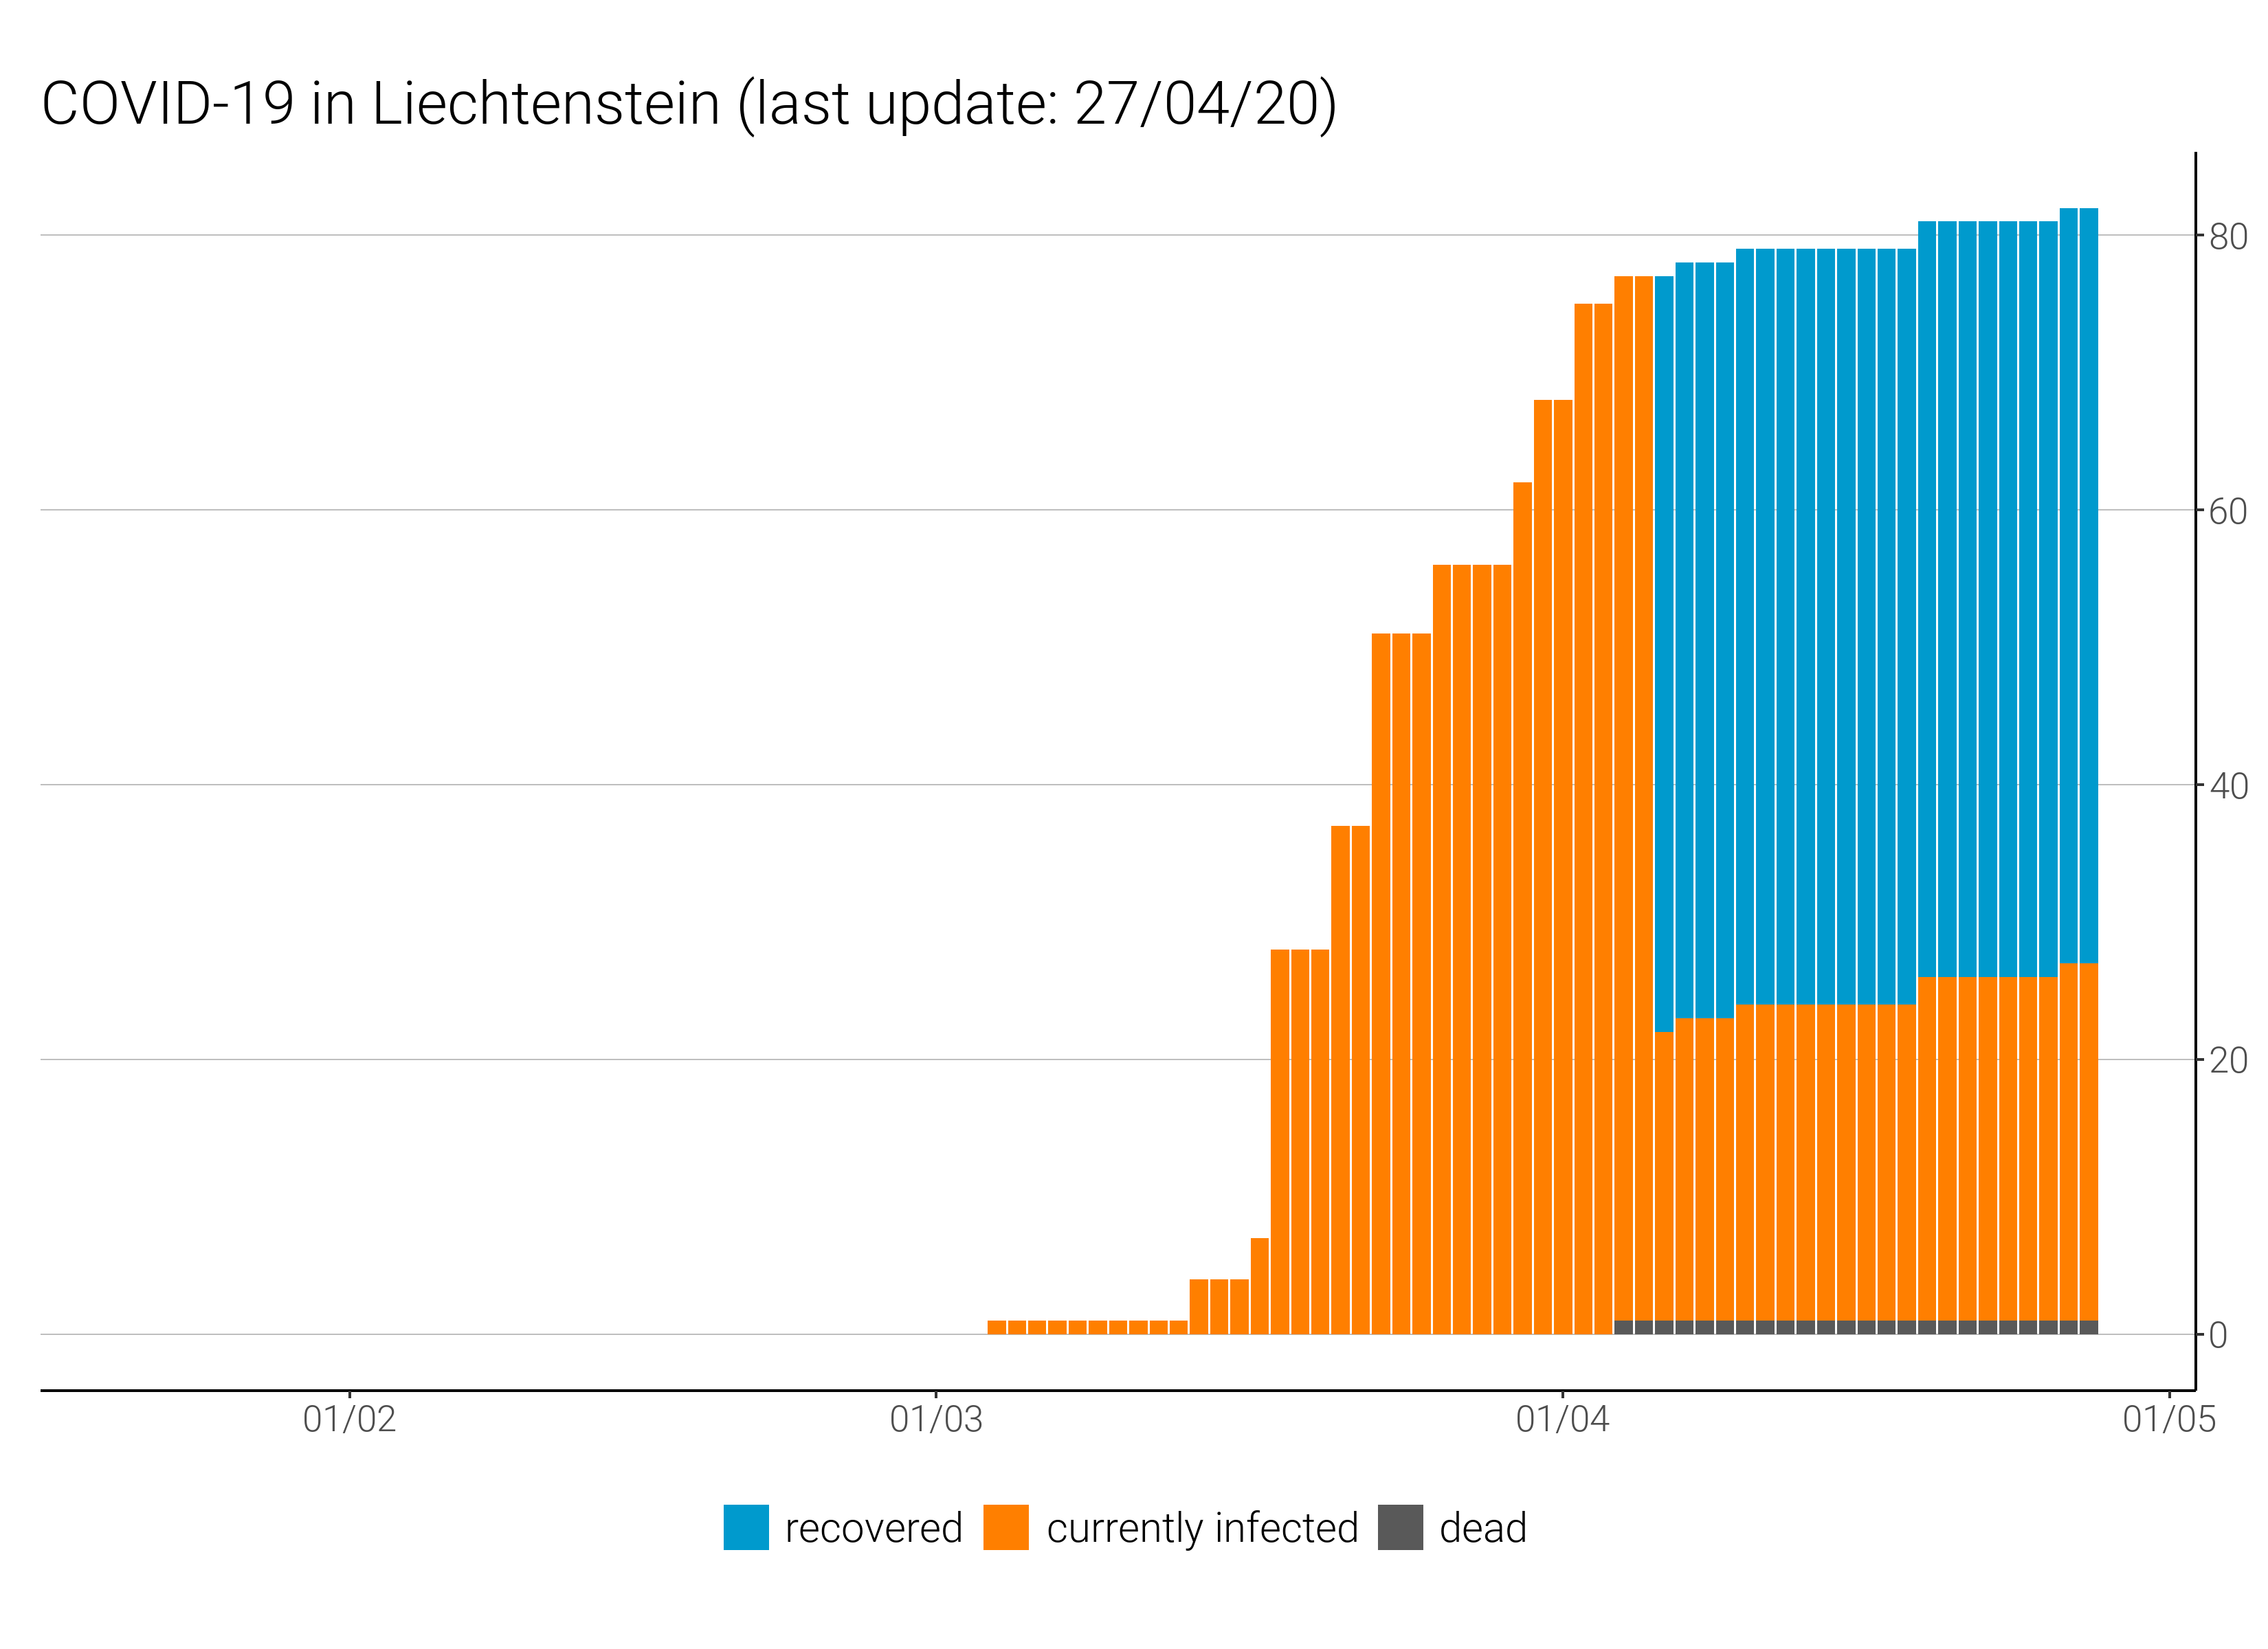 COVID-19 in Liechtenstein (last update: 27/04/20)
80
60
40
20
0
01/02 01/03 01/04 01/05
recovered currently infected dead